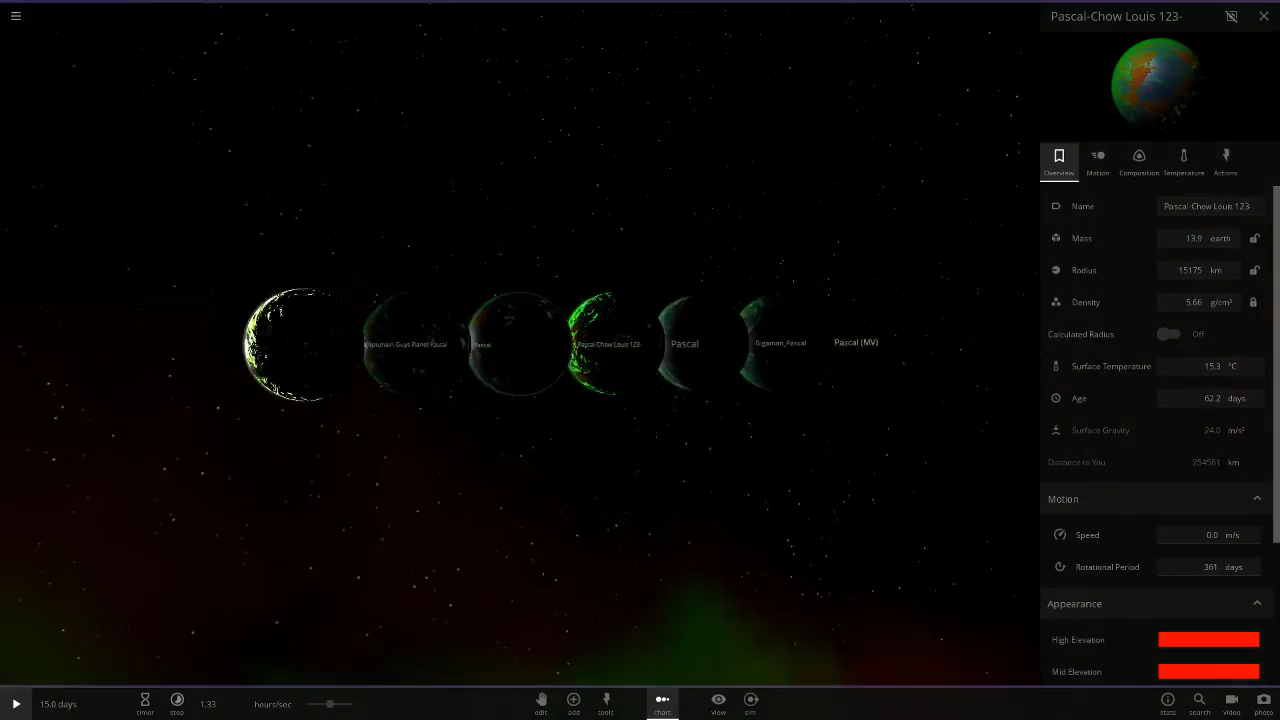 Pascal-Chow Louis 123-
Overview
Motion
Composition
Temperature
Actions
Name Pascal-Chow Louis 123-
Mass 13.9 earth
Radius 15175 km
Density 5.66 g/cm³
Calculated Radius Off
Surface Temperature 15.3 °C
Age 62.2 days
Surface Gravity 24.0 m/s²
Distance to You 254561 km
Motion
Speed 0.0 m/s
Rotational Period 361 days
Appearance
High Elevation
Mid Elevation
Guys Planet Pascal
Pascal
Pascal-Chow Louis 123-
Pascal
Gigaman_Pascal
Pascal (MV)
15.0 days
timer
step
1.33 hours/sec
edit
add
tools
chart
view
sim
stats
search
video
photo